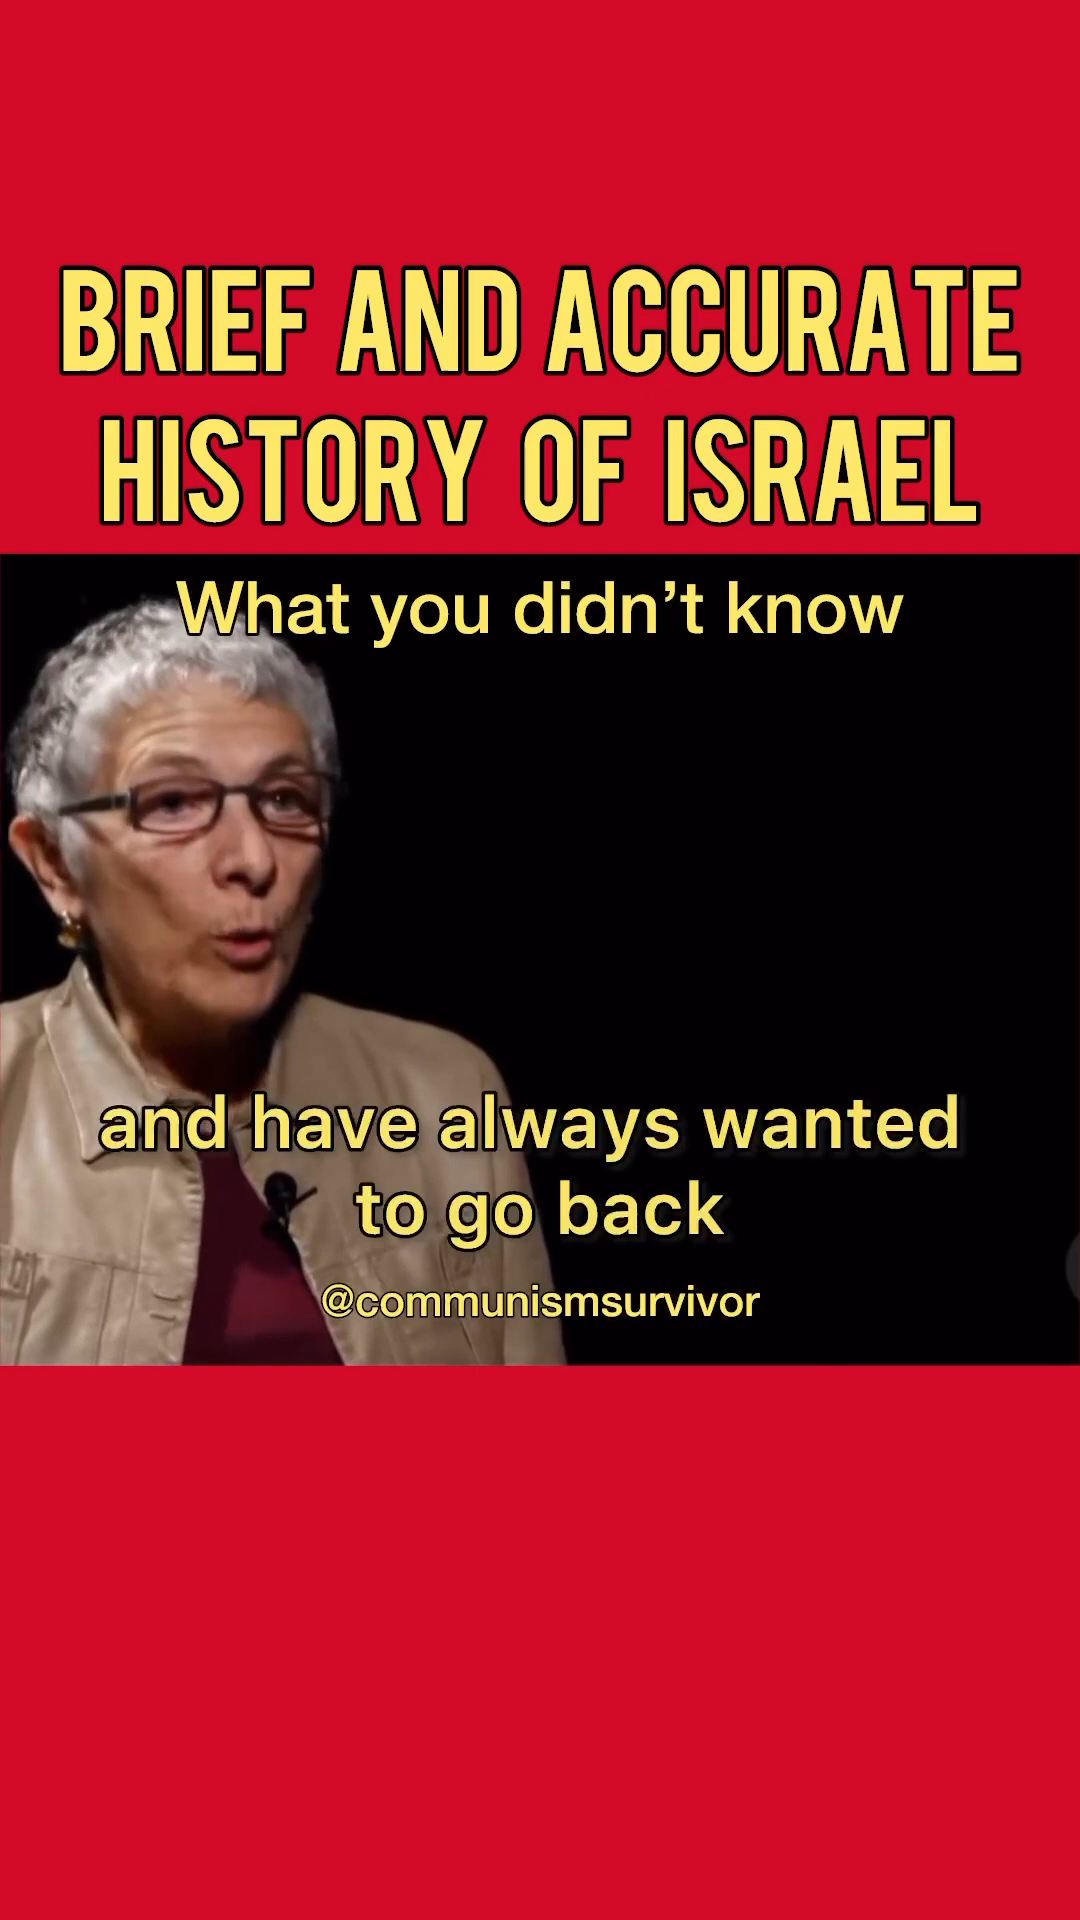 BRIEF AND ACCURATE
HISTORY OF ISRAEL
What you didn’t know
and have always wanted
to go back
@communismsurvivor